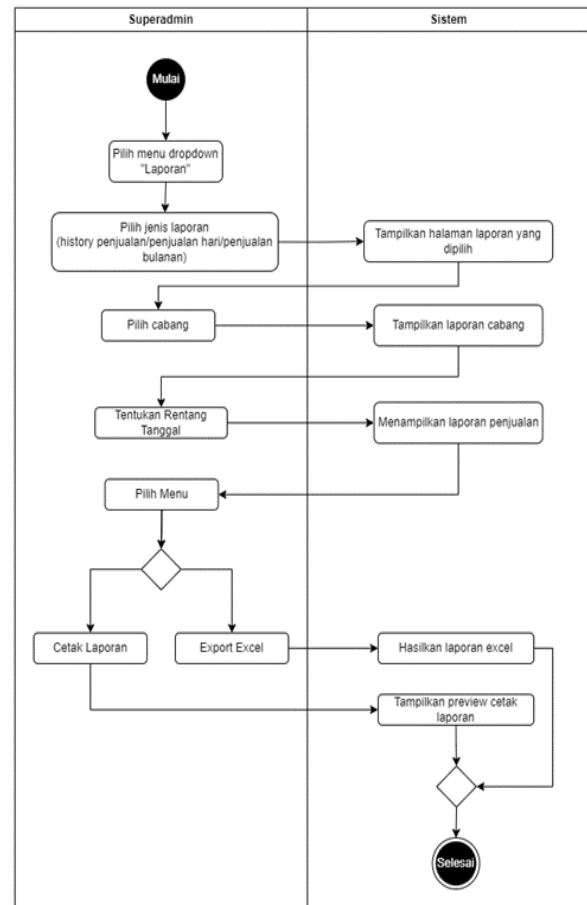 Superadmin
Sistem
Mulai
Pilih menu dropdown
"Laporan"
Pilih jenis laporan
(history penjualan/penjualan hari/penjualan
bulanan)
Tampilkan halaman laporan yang
dipilih
Pilih cabang
Tampilkan laporan cabang
Tentukan Rentang
Tanggal
Menampilkan laporan penjualan
Pilih Menu
Cetak Laporan
Export Excel
Hasilkan laporan excel
Tampilkan preview cetak
laporan
Selesai